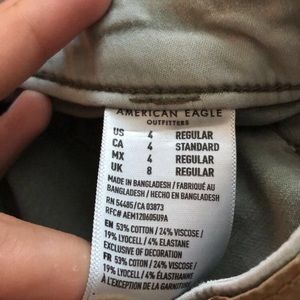 AMERICAN EAGLE
OUTFITTERS
US 4 REGULAR
CA 4 STANDARD
MX 4 REGULAR
UK 8 REGULAR
MADE IN BANGLADESH / FABRIQUÉ AU
BANGLADESH / HECHO EN BANGLADESH
RN 54485/CA 03873
RFC# AEM128605U9A
EN 53% COTTON / 24% VISCOSE /
19% LYOCELL / 4% ELASTANE
EXCLUSIVE OF DECORATION
FR 53% COTON / 24% VISCOSE /
19% LYOCELL / 4% ÉLASTHANNE
À L'EXCEPTION DE LA GARNITURE